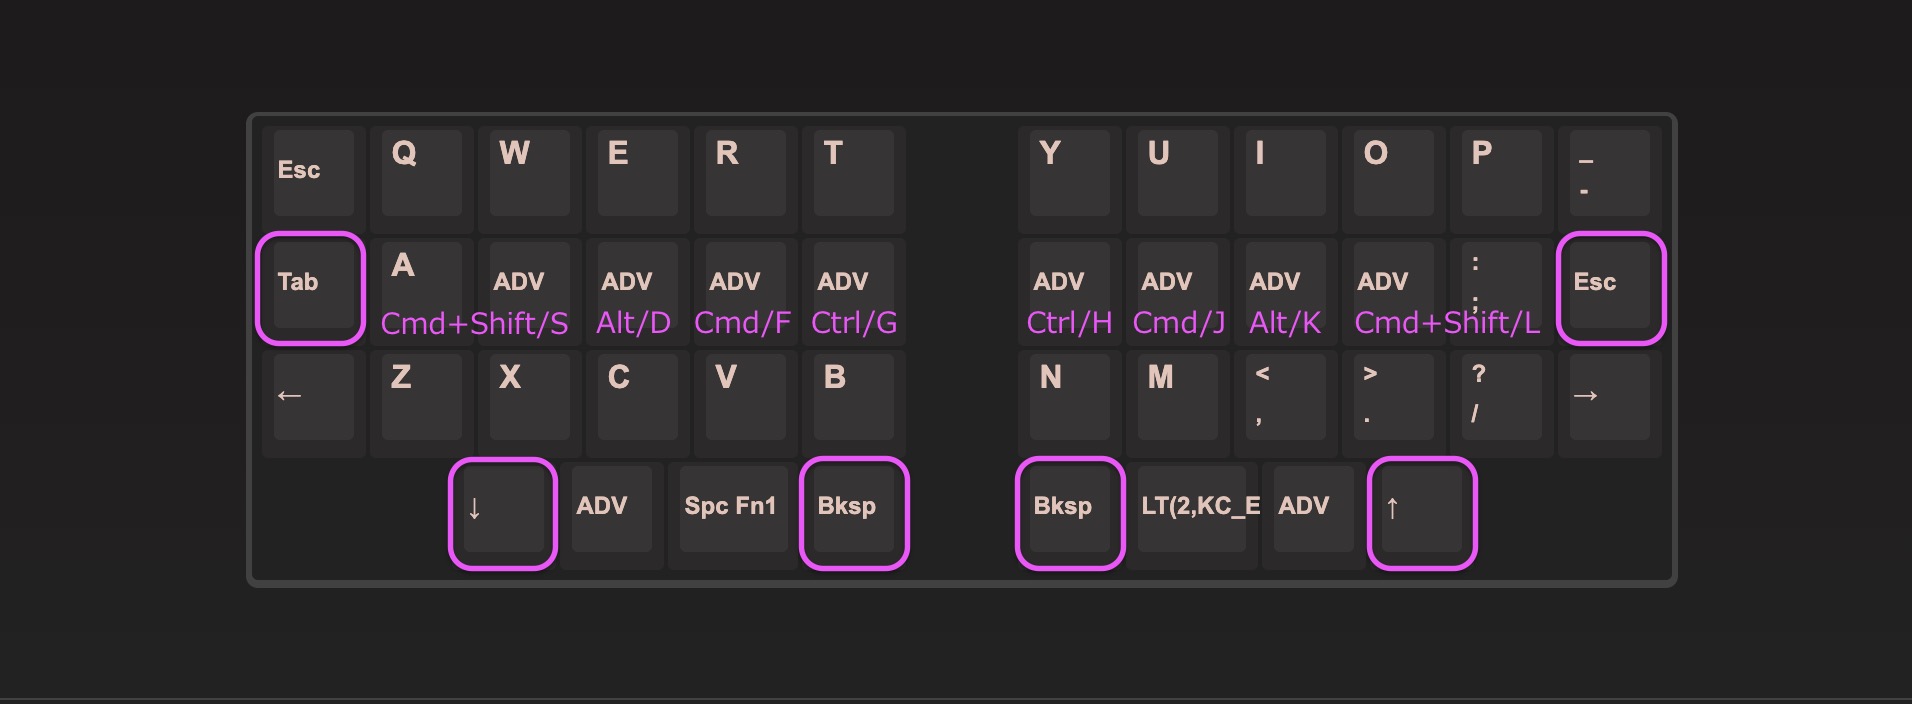 Esc Q W E R T Y U I O P _
-
Tab A ADV ADV ADV ADV ADV ADV ADV ADV : Esc
;
Cmd+Shift/S Alt/D Cmd/F Ctrl/G Ctrl/H Cmd/J Alt/K Cmd+Shift/L
← Z X C V B N M < > ? →
, . /
↓ ADV Spc Fn1 Bksp Bksp LT(2,KC_E ADV ↑